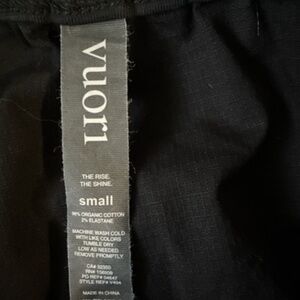 vuori
THE RISE.
THE SHINE.
small
98% ORGANIC COTTON
2% ELASTANE
MACHINE WASH COLD
WITH LIKE COLORS
TUMBLE DRY
LOW AS NEEDED
REMOVE PROMPTLY
MADE IN CHINA